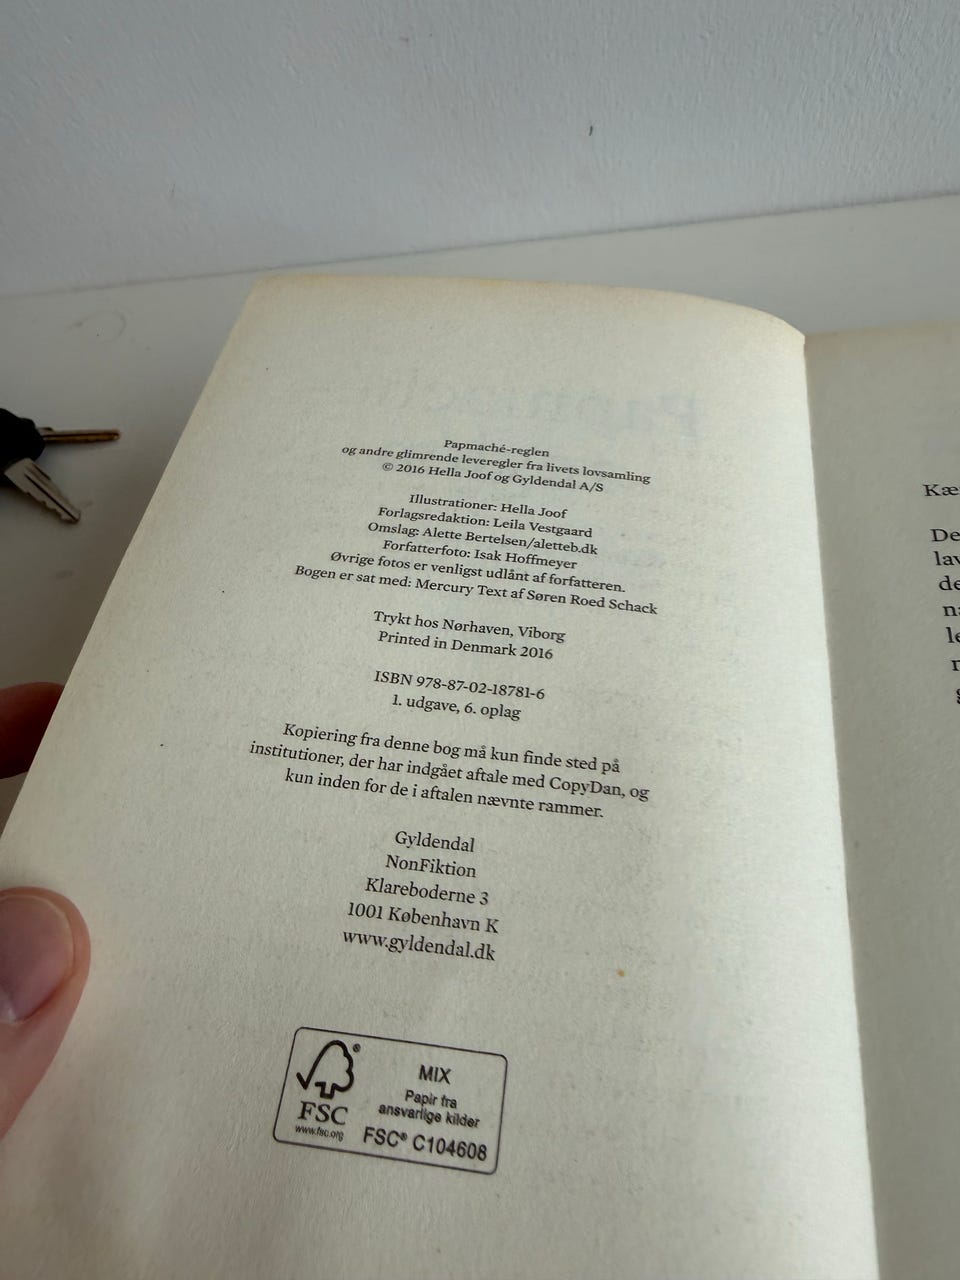 Papmaché-reglen
og andre glimrende leveregler fra livets lovsamling
© 2016 Hella Joof og Gyldendal A/S
Illustrationer: Hella Joof
Forlagsredaktion: Leila Vestgaard
Omslag: Alette Bertelsen/aletteb.dk
Forfatterfoto: Isak Hoffmeyer
Øvrige fotos er venligst udlånt af forfatteren.
Bogen er sat med: Mercury Text af Søren Roed Schack
Trykt hos Nørhaven, Viborg
Printed in Denmark 2016
ISBN 978-87-02-18781-6
1. udgave, 6. oplag
Kopiering fra denne bog må kun finde sted på
institutioner, der har indgået aftale med CopyDan, og
kun inden for de i aftalen nævnte rammer.
Gyldendal
NonFiktion
Klareboderne 3
1001 København K
www.gyldendal.dk
FSC®
www.fsc.org
MIX
Papir fra
ansvarlige kilder
FSC® C104608